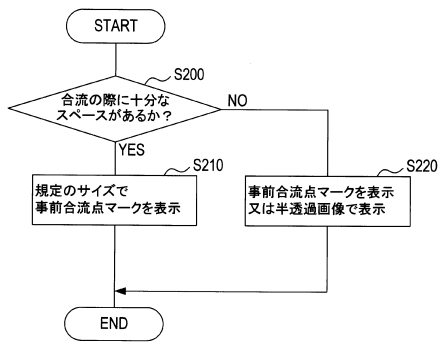 START
S200
合流の際に十分な
スペースがあるか？
NO
YES
S210
規定のサイズで
事前合流点マークを表示
S220
事前合流点マークを表示
又は半透過画像で表示
END